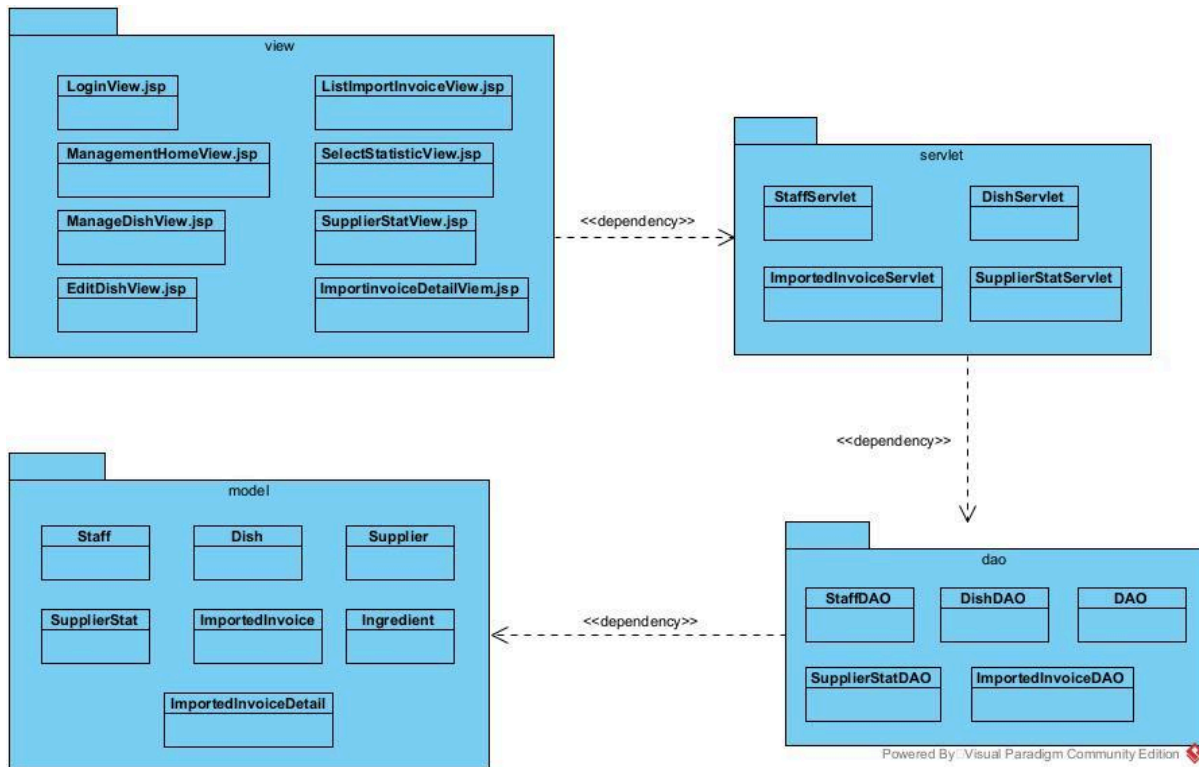 view
LoginView.jsp
ListImportInvoiceView.jsp
ManagementHomeView.jsp
SelectStatisticView.jsp
ManageDishView.jsp
SupplierStatView.jsp
EditDishView.jsp
ImportinvoiceDetailViem.jsp
<<dependency>>
servlet
StaffServlet
DishServlet
ImportedInvoiceServlet
SupplierStatServlet
<<dependency>>
model
Staff
Dish
Supplier
SupplierStat
ImportedInvoice
Ingredient
ImportedInvoiceDetail
<<dependency>>
dao
StaffDAO
DishDAO
DAO
SupplierStatDAO
ImportedInvoiceDAO
Powered By Visual Paradigm Community Edition